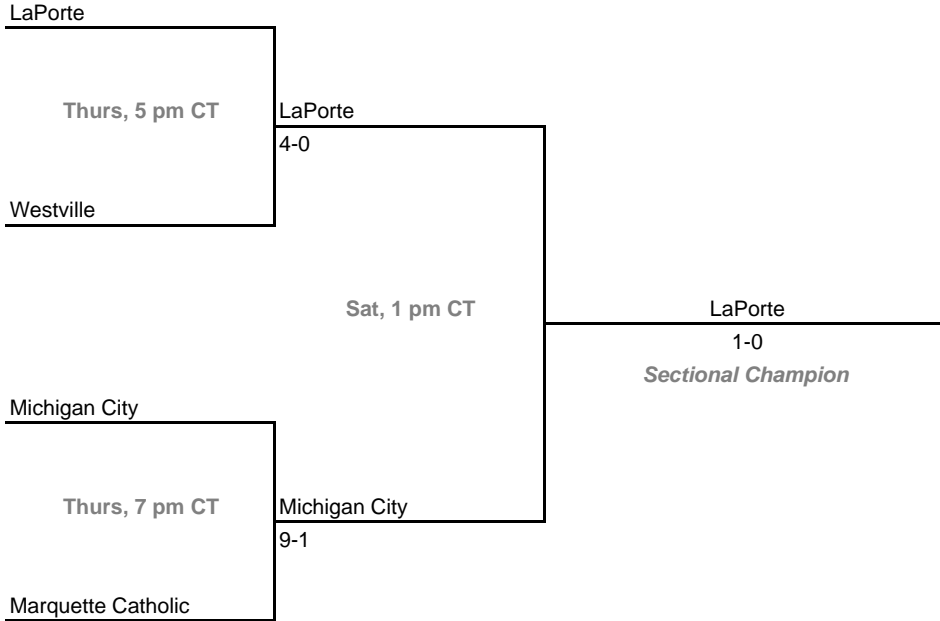 LaPorte
Thurs, 5 pm CT
LaPorte
4-0
Westville
Sat, 1 pm CT
LaPorte
1-0
Sectional Champion
Michigan City
Thurs, 7 pm CT
Michigan City
9-1
Marquette Catholic